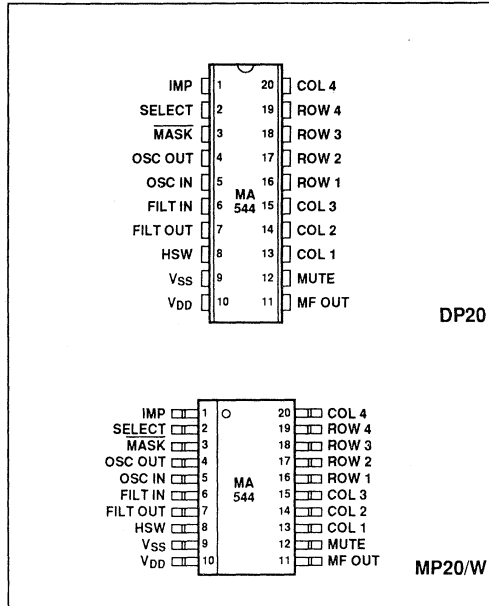 IMP 1 20 COL 4
SELECT 2 19 ROW 4
MASK 3 18 ROW 3
OSC OUT 4 17 ROW 2
OSC IN 5 16 ROW 1
FILT IN 6 MA 544 15 COL 3
FILT OUT 7 14 COL 2
HSW 8 13 COL 1
VSS 9 12 MUTE
VDD 10 11 MF OUT
DP20
IMP 1 20 COL 4
SELECT 2 19 ROW 4
MASK 3 18 ROW 3
OSC OUT 4 17 ROW 2
OSC IN 5 MA 544 16 ROW 1
FILT IN 6 15 COL 3
FILT OUT 7 14 COL 2
HSW 8 13 COL 1
VSS 9 12 MUTE
VDD 10 11 MF OUT
MP20/W